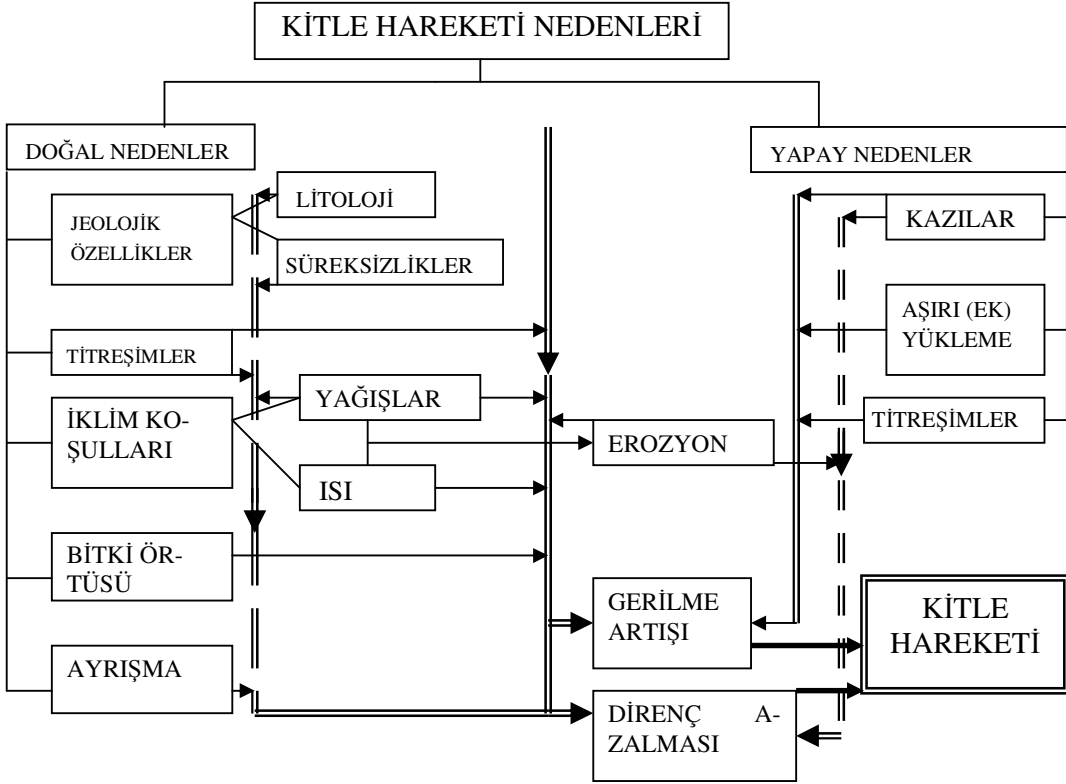 KİTLE HAREKETİ NEDENLERİ
DOĞAL NEDENLER
JEOLOJİK
ÖZELLİKLER
LİTOLOJİ
SÜREKSİZLİKLER
TİTREŞİMLER
İKLİM KO-
ŞULLARI
YAĞIŞLAR
ISI
BİTKİ ÖR-
TÜSÜ
AYRIŞMA
EROZYON
YAPAY NEDENLER
KAZILAR
AŞIRI (EK)
YÜKLEME
TİTREŞİMLER
GERİLME
ARTIŞI
DİRENÇ A-
ZALMASI
KİTLE
HAREKETİ